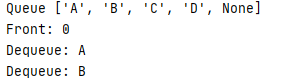 Queue ['A', 'B', 'C', 'D', None]
Front: 0
Dequeue: A
Dequeue: B